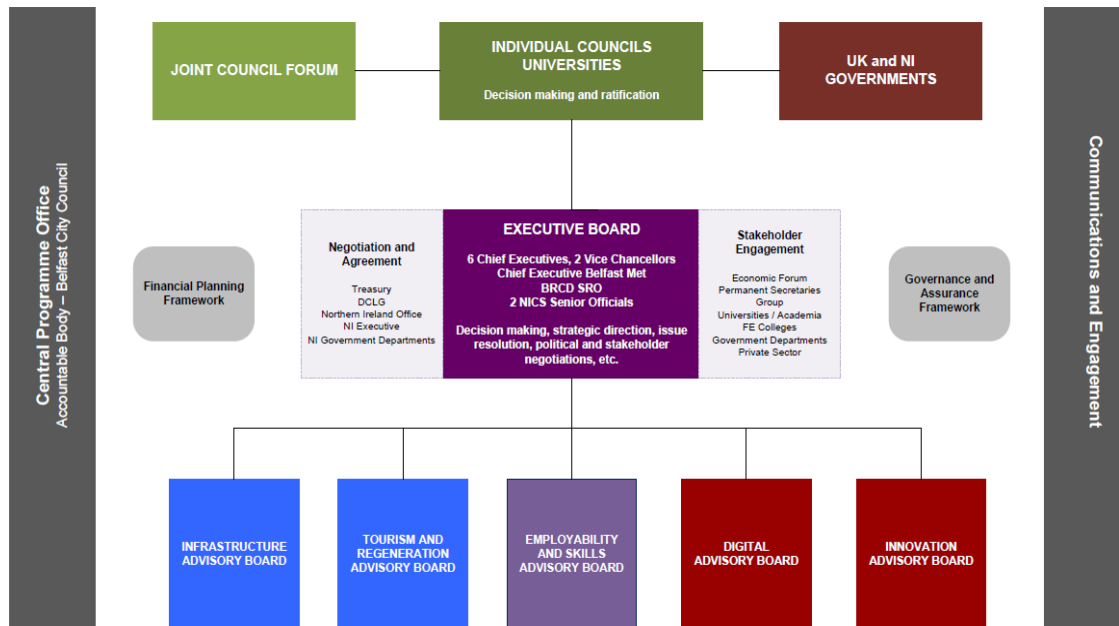 Central Programme Office
Accountable Body – Belfast City Council
JOINT COUNCIL FORUM
INDIVIDUAL COUNCILS
UNIVERSITIES
Decision making and ratification
UK and NI
GOVERNMENTS
Financial Planning
Framework
Negotiation and
Agreement
Treasury
DCLG
Northern Ireland Office
NI Executive
NI Government Departments
EXECUTIVE BOARD
6 Chief Executives, 2 Vice Chancellors
Chief Executive Belfast Met
BRCD SRO
2 NICS Senior Officials
Decision making, strategic direction, issue
resolution, political and stakeholder
negotiations, etc.
Stakeholder
Engagement
Economic Forum
Permanent Secretaries
Group
Universities / Academia
FE Colleges
Government Departments
Private Sector
Governance and
Assurance
Framework
INFRASTRUCTURE
ADVISORY BOARD
TOURISM AND
REGENERATION
ADVISORY BOARD
EMPLOYABILITY
AND SKILLS
ADVISORY BOARD
DIGITAL
ADVISORY BOARD
INNOVATION
ADVISORY BOARD
Communications and Engagement